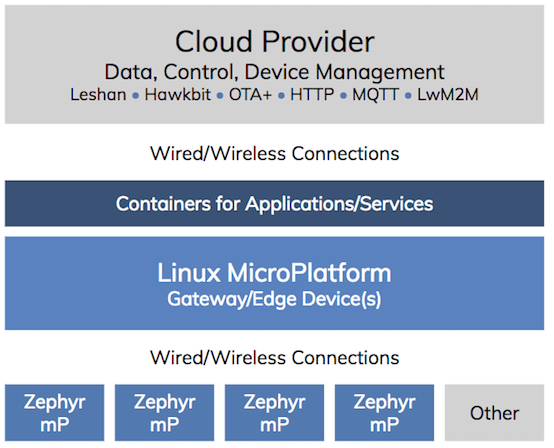 Cloud Provider
Data, Control, Device Management
Leshan • Hawkbit • OTA+ • HTTP • MQTT • LwM2M
Wired/Wireless Connections
Containers for Applications/Services
Linux MicroPlatform
Gateway/Edge Device(s)
Wired/Wireless Connections
Zephyr
mP
Zephyr
mP
Zephyr
mP
Zephyr
mP
Other